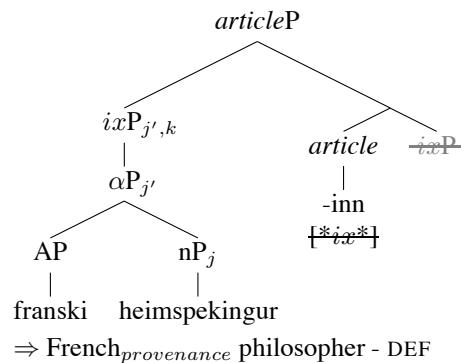 articleP
ixP_{j',k}
article ixP
αP_{j'}
-inn
[*ix*]
AP nP_j
franski heimspekingur
⇒ French_{provenance} philosopher - DEF